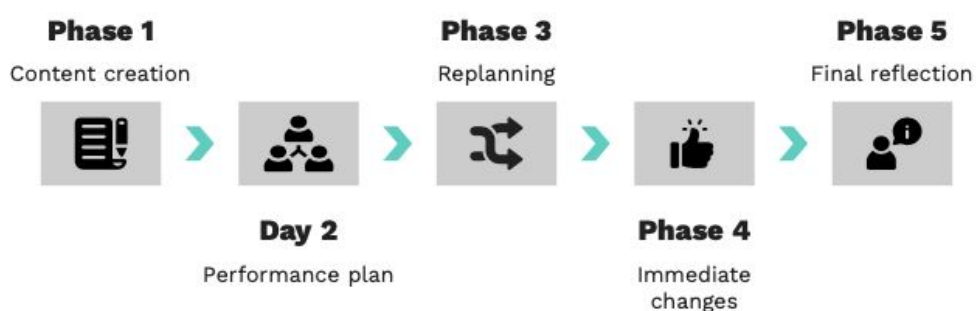 Phase 1
Content creation
Day 2
Performance plan
Phase 3
Replanning
Phase 4
Immediate
changes
Phase 5
Final reflection